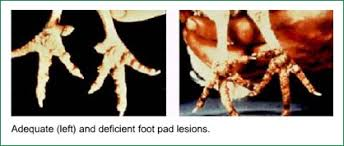 Adequate (left) and deficient foot pad lesions.